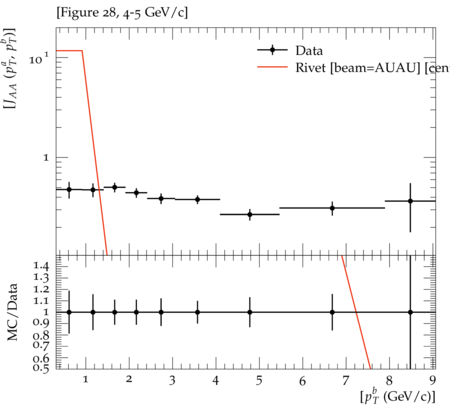 [Figure 28, 4-5 GeV/c]
[J_AA (p_T^a, p_T^b)]
Data
Rivet [beam=AUAU] [cen
10^1
1
MC/Data
1.4
1.3
1.2
1.1
1
0.9
0.8
0.7
0.6
0.5
1 2 3 4 5 6 7 8 9
[p_T^b (GeV/c)]